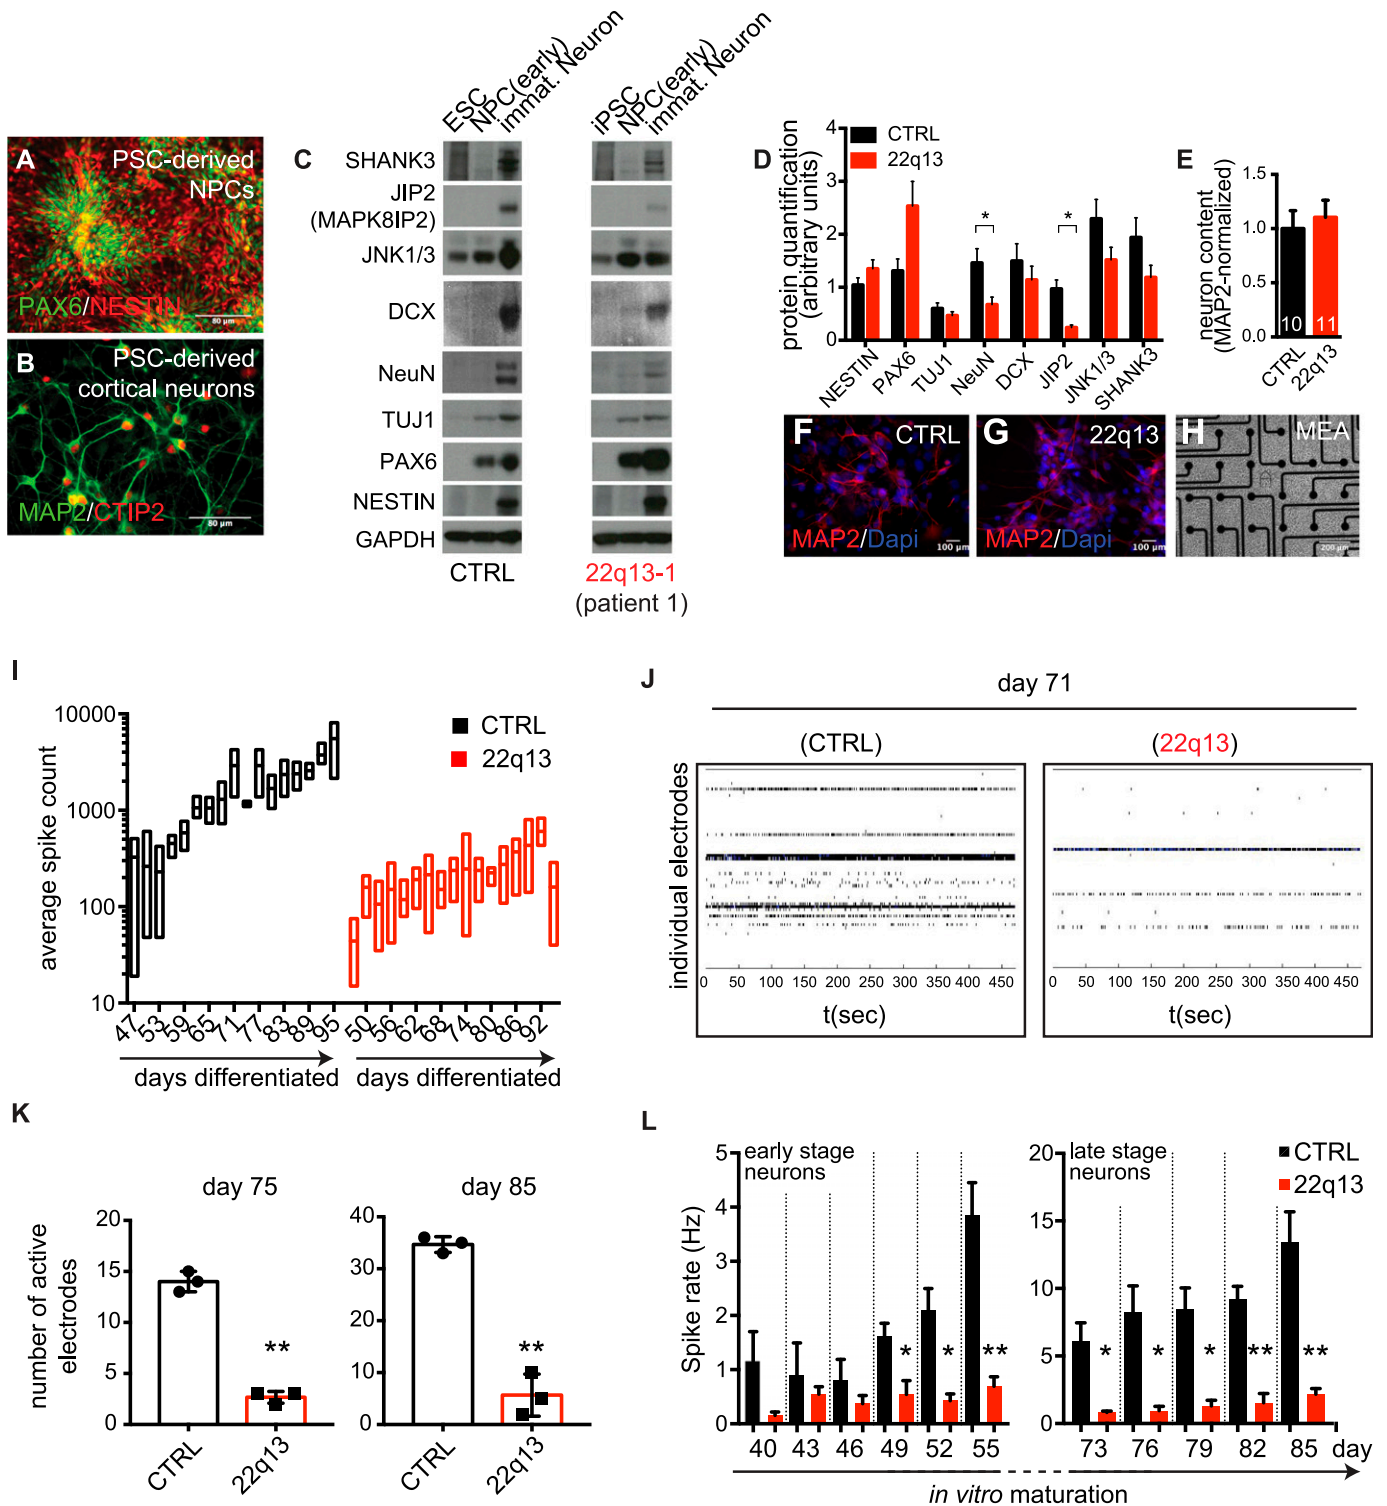 A
PSC-derived
NPCs
PAX6/NESTIN
80 µm
B
PSC-derived
cortical neurons
MAP2/CTIP2
80 µm
C
ESC
NPC(early)
immat. Neuron
iPSC
NPC(early)
immat. Neuron
SHANK3
JIP2
(MAPK8IP2)
JNK1/3
DCX
NeuN
TUJ1
PAX6
NESTIN
GAPDH
CTRL
22q13-1
(patient 1)
D
protein quantification
(arbitrary units)
4
3
2
1
0
CTRL
22q13
*
*
NESTIN
PAX6
TUJ1
NeuN
DCX
JIP2
JNK1/3
SHANK3
E
neuron content
(MAP2-normalized)
1.5
1.0
0.5
0.0
10
11
CTRL
22q13
F
CTRL
MAP2/Dapi
100 µm
G
22q13
MAP2/Dapi
100 µm
H
MEA
200 µm
I
average spike count
10000
1000
100
10
CTRL
22q13
47
53
59
65
71
77
83
89
95
50
56
62
68
74
80
86
92
days differentiated
days differentiated
J
day 71
(CTRL)
(22q13)
individual electrodes
0 50 100 150 200 250 300 350 400 450
t(sec)
0 50 100 150 200 250 300 350 400 450
t(sec)
K
number of active
electrodes
day 75
20
15
10
5
0
**
CTRL
22q13
day 85
40
30
20
10
0
**
CTRL
22q13
L
Spike rate (Hz)
early stage
neurons
5
4
3
2
1
0
* * **
40 43 46 49 52 55
late stage
neurons
20
15
10
5
0
CTRL
22q13
* * * ** **
73 76 79 82 85 day
in vitro maturation